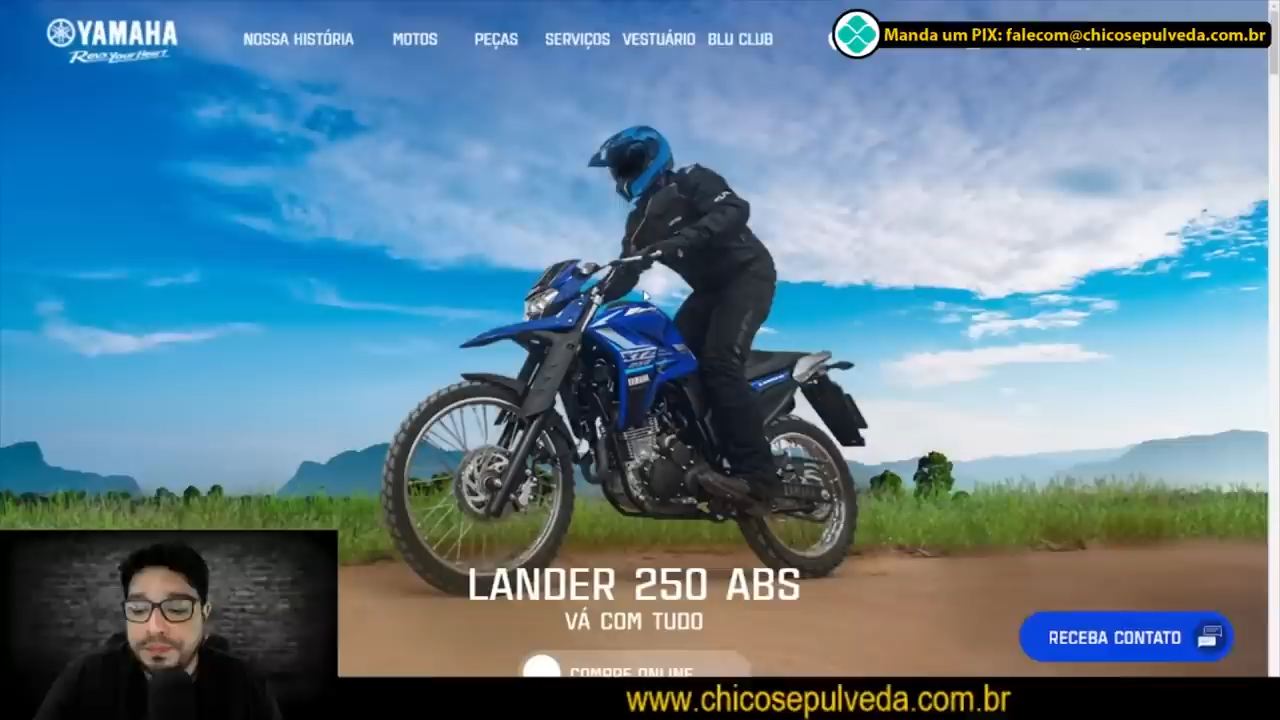 YAMAHA
Revs Your Heart
NOSSA HISTÓRIA MOTOS PEÇAS SERVIÇOS VESTUÁRIO BLU CLUB
Manda um PIX: falecom@chicosepulveda.com.br
LANDER 250 ABS
VÁ COM TUDO
COMPRE ONLINE
RECEBA CONTATO
www.chicosepulveda.com.br